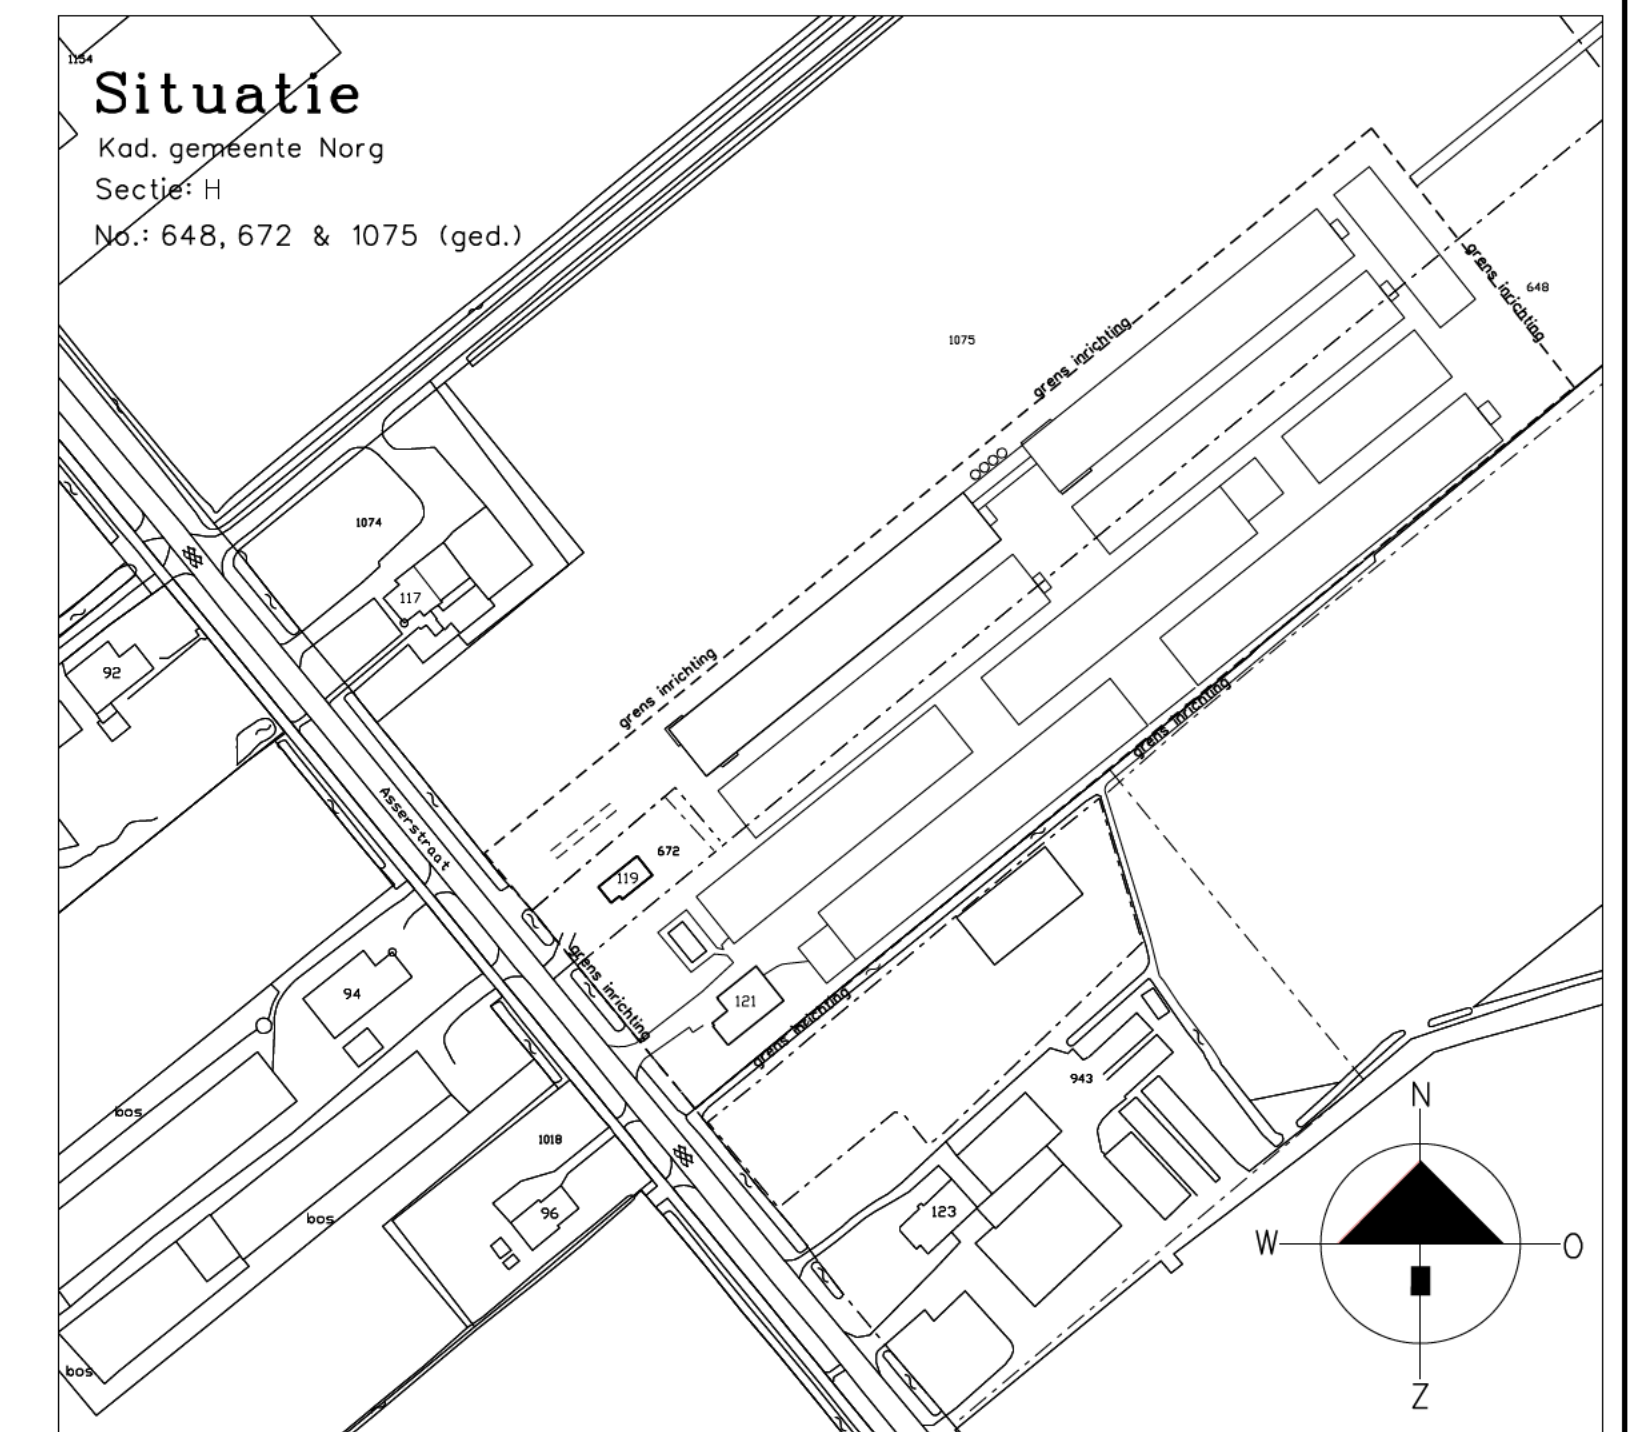 1154
Situatie
Kad. gemeente Norg
Sectie: H
No.: 648, 672 & 1075 (ged.)
grens inrichting
648
1075
grens inrichting
1074
117
92
grens inrichting
grens inrichting
Asserstraat
672
119
grens inrichting
94
121
grens inrichting
943
bos
1018
N
bos
96
123
W
O
bos
Z